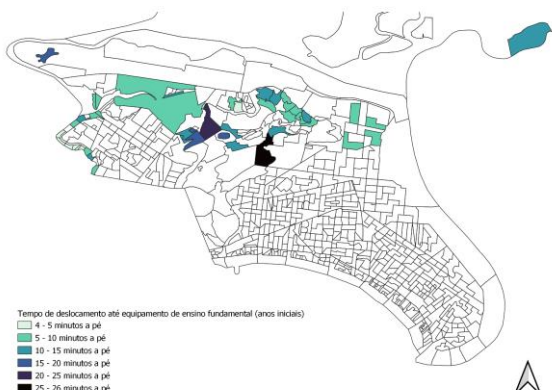 Tempo de deslocamento até equipamento de ensino fundamental (anos iniciais)
4 - 5 minutos a pé
5 - 10 minutos a pé
10 - 15 minutos a pé
15 - 20 minutos a pé
20 - 25 minutos a pé
25 - 26 minutos a pé